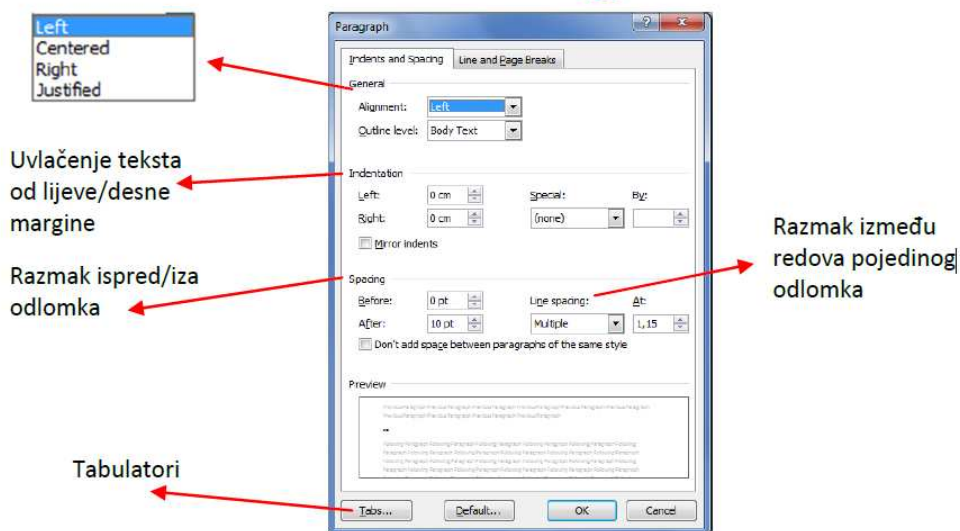 Left
Centered
Right
Justified
Uvlačenje teksta
od lijeve/desne
margine
Razmak ispred/iza
odlomka
Tabulatori
Paragraph
Indents and Spacing
Line and Page Breaks
General
Alignment: Left
Outline level: Body Text
Indentation
Left: 0 cm Special: By:
Right: 0 cm (none)
Mirror indents
Spacing
Before: 0 pt Line spacing: At:
After: 10 pt Multiple 1,15
Don't add space between paragraphs of the same style
Preview
Tabs... Default... OK Cancel
Razmak između
redova pojedinog
odlomka